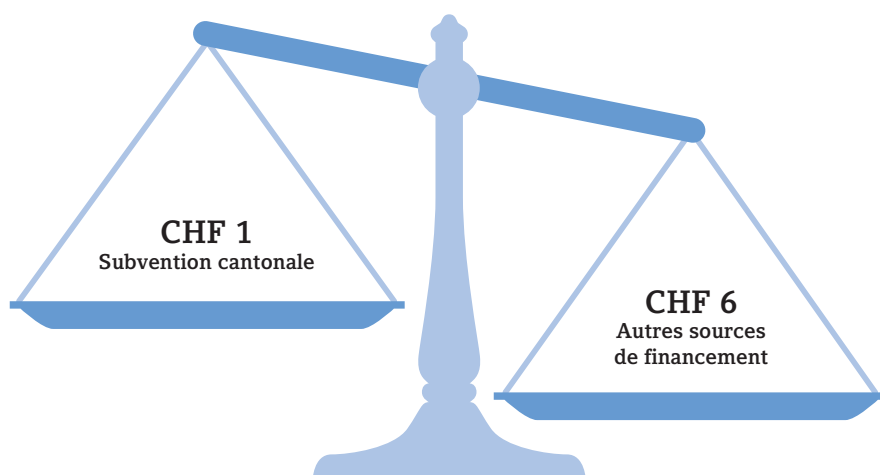 CHF 1
Subvention cantonale
CHF 6
Autres sources
de financement